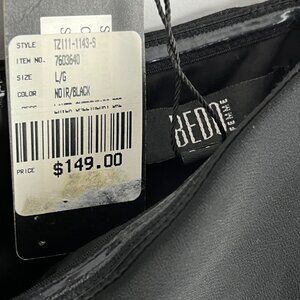 STYLE TZ111-1143-S
ITEM NO. 7603640
SIZE L/G
COLOR NOIR/BLACK
PRICE $149.00
BEDO
FEMME